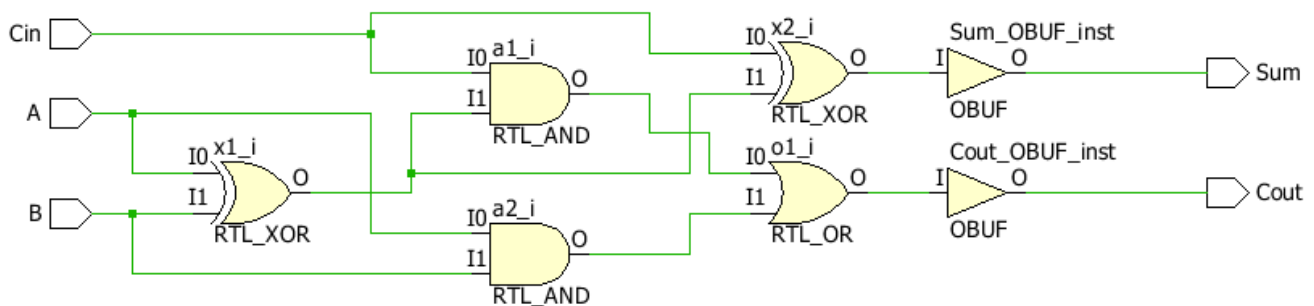 Cin
A
B
x1_i
I0
I1
O
RTL_XOR
a1_i
I0
I1
O
RTL_AND
a2_i
I0
I1
O
RTL_AND
x2_i
I0
I1
O
RTL_XOR
o1_i
I0
I1
O
RTL_OR
Sum_OBUF_inst
I
O
OBUF
Cout_OBUF_inst
I
O
OBUF
Sum
Cout